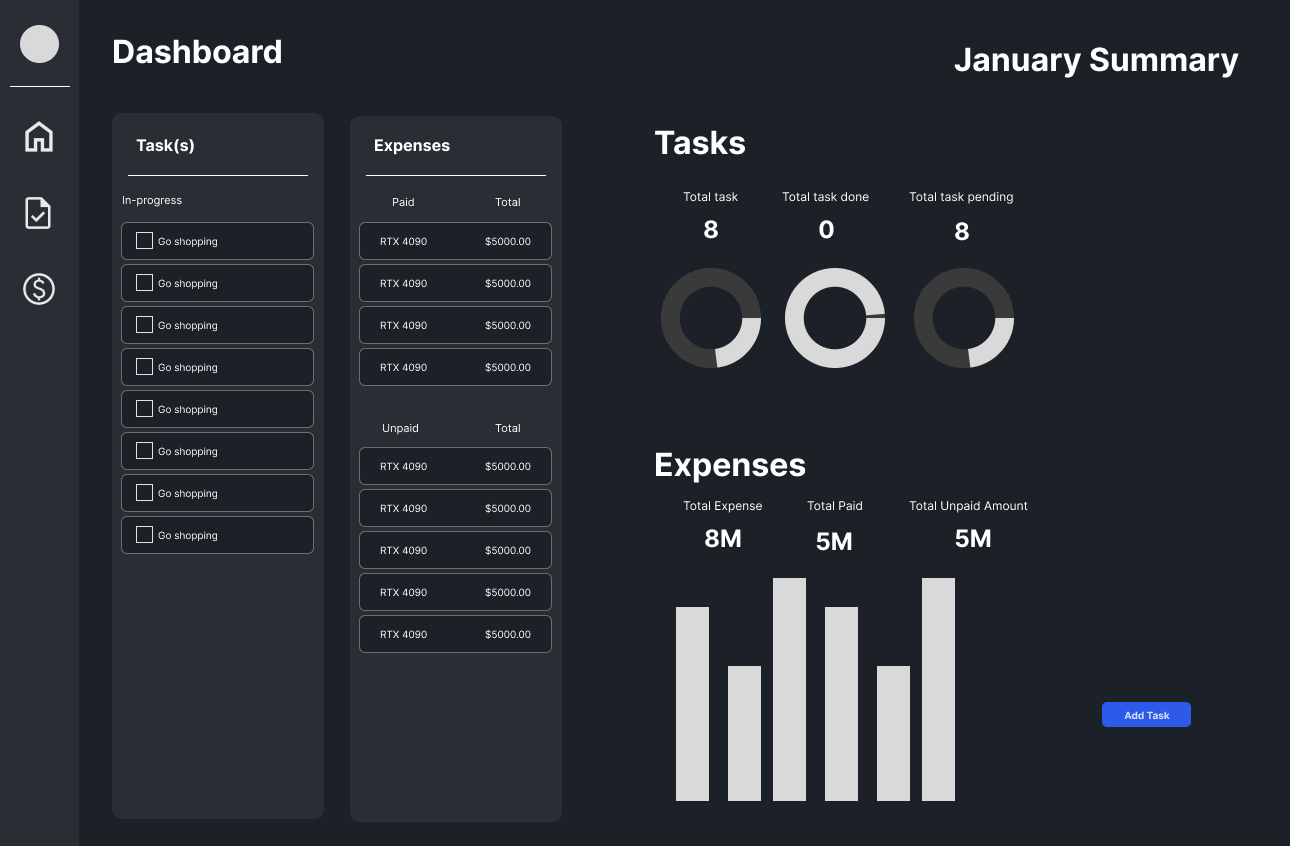 Dashboard
January Summary
Task(s)
In-progress
Go shopping
Go shopping
Go shopping
Go shopping
Go shopping
Go shopping
Go shopping
Go shopping
Expenses
Paid Total
RTX 4090 $5000.00
RTX 4090 $5000.00
RTX 4090 $5000.00
RTX 4090 $5000.00
Unpaid Total
RTX 4090 $5000.00
RTX 4090 $5000.00
RTX 4090 $5000.00
RTX 4090 $5000.00
RTX 4090 $5000.00
Tasks
Total task Total task done Total task pending
8 0 8
Expenses
Total Expense Total Paid Total Unpaid Amount
8M 5M 5M
Add Task